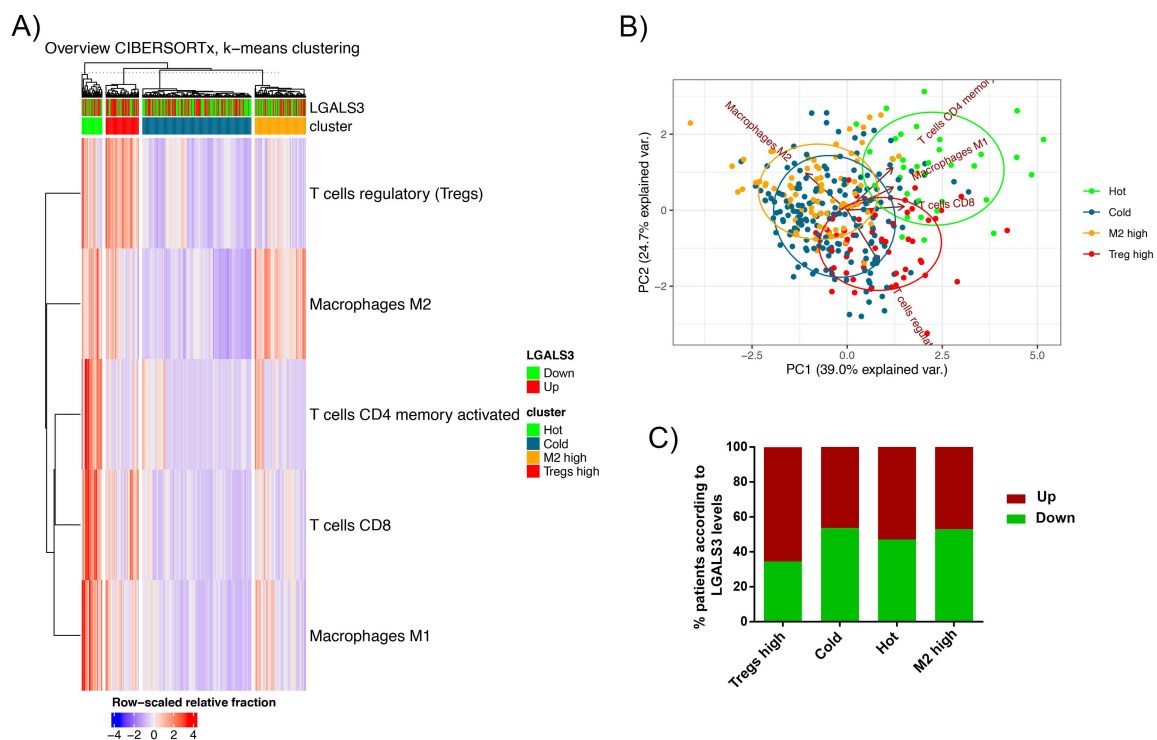 A)
Overview CIBERSORTx, k−means clustering
LGALS3
cluster
T cells regulatory (Tregs)
Macrophages M2
T cells CD4 memory activated
T cells CD8
Macrophages M1
Row−scaled relative fraction
−4 −2 0 2 4
LGALS3
Down
Up
cluster
Hot
Cold
M2 high
Tregs high
B)
PC2 (24.7% explained var.)
2
0
−2
Macrophages M2
T cells CD4 memory
Macrophages M1
T cells CD8
T cells regula
−2.5 0.0 2.5 5.0
PC1 (39.0% explained var.)
Hot
Cold
M2 high
Treg high
C)
% patients according to
LGALS3 levels
100
80
60
40
20
0
Tregs high
Cold
Hot
M2 high
Up
Down